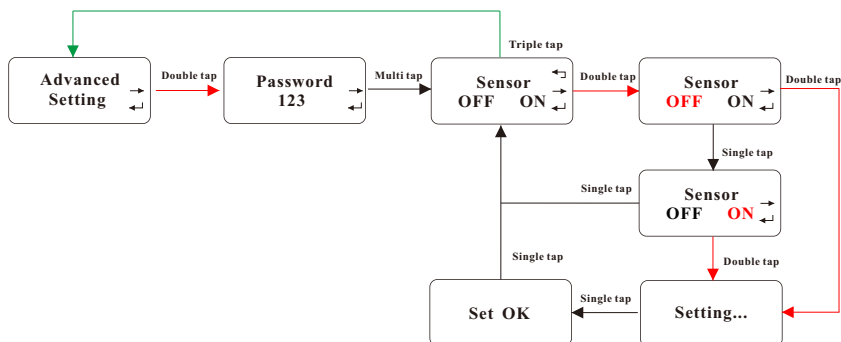 Triple tap
Advanced
Setting
Double tap
Password
123
Multi tap
Sensor
OFF ON
Double tap
Sensor
OFF ON
Double tap
Single tap
Single tap
Sensor
OFF ON
Single tap
Double tap
Set OK
Single tap
Setting...